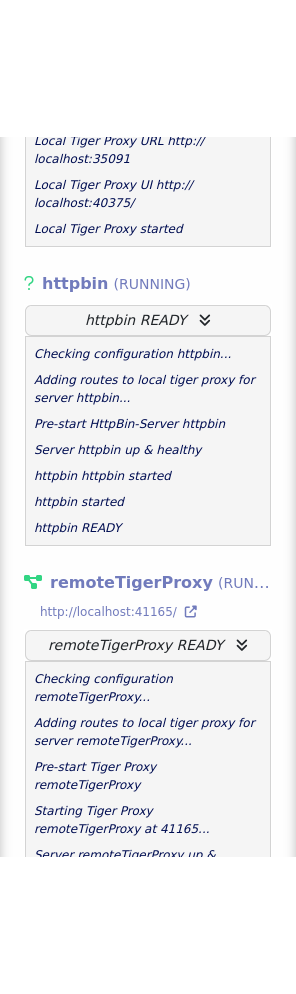 Local Tiger Proxy URL http://
localhost:35091
Local Tiger Proxy UI http://
localhost:40375/
Local Tiger Proxy started
httpbin (RUNNING)
httpbin READY
Checking configuration httpbin...
Adding routes to local tiger proxy for
server httpbin...
Pre-start HttpBin-Server httpbin
Server httpbin up & healthy
httpbin httpbin started
httpbin started
httpbin READY
remoteTigerProxy (RUN...
http://localhost:41165/
remoteTigerProxy READY
Checking configuration
remoteTigerProxy...
Adding routes to local tiger proxy for
server remoteTigerProxy...
Pre-start Tiger Proxy
remoteTigerProxy
Starting Tiger Proxy
remoteTigerProxy at 41165...
Server remoteTigerProxy up &